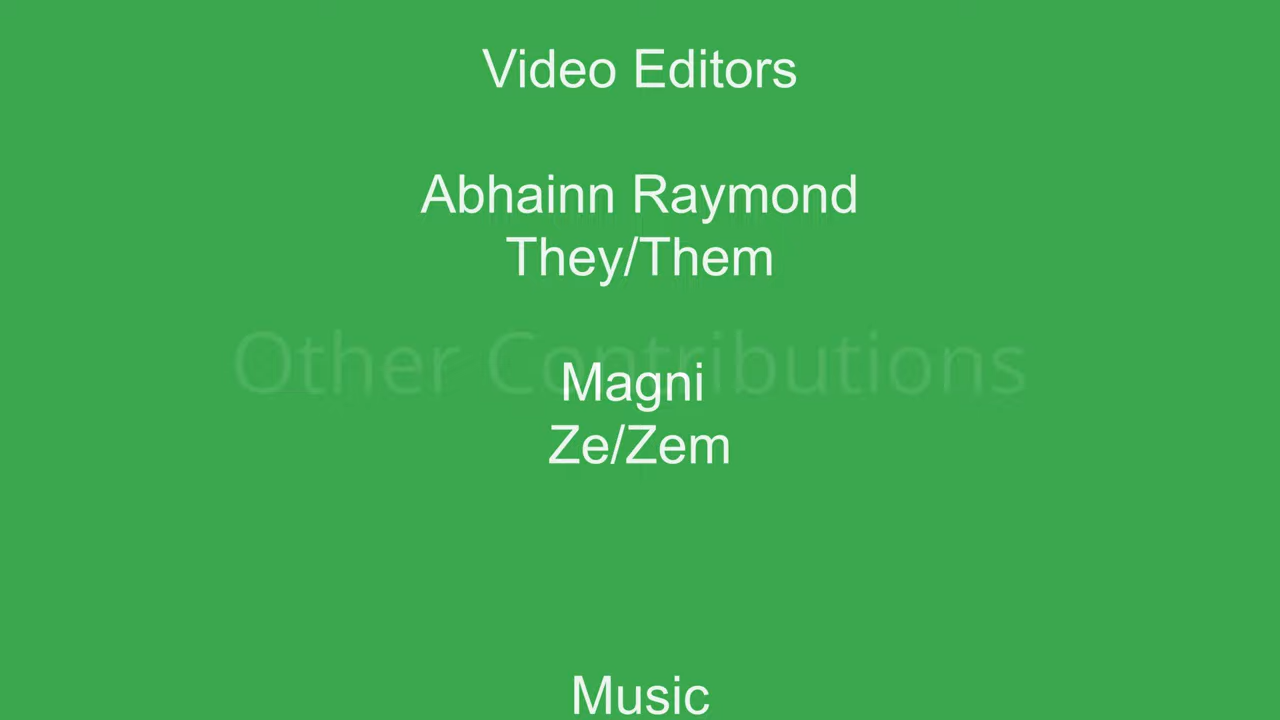 Video Editors
Abhainn Raymond
They/Them
Other Contributions
Magni
Ze/Zem
Music